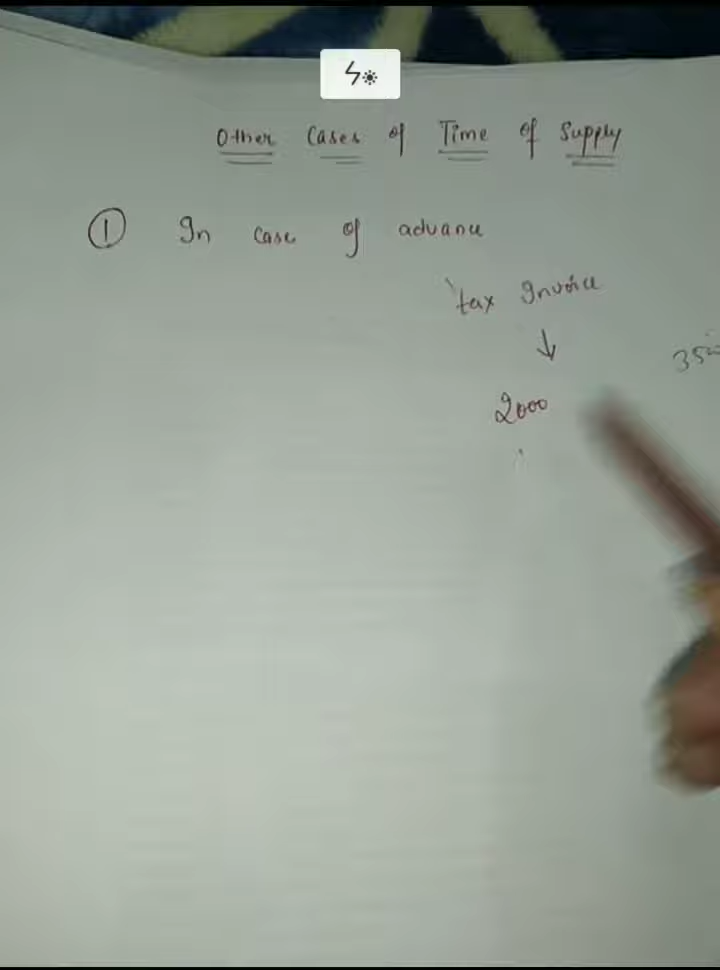 Other Cases of Time of Supply
① In case of advance
tax Invoice
↓
2000